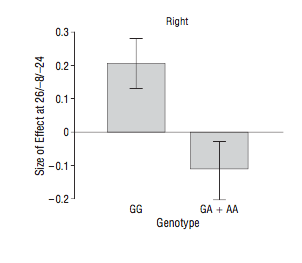 Right
Size of Effect at 26/–8/–24
0.3
0.2
0.1
0
–0.1
–0.2
GG
GA + AA
Genotype